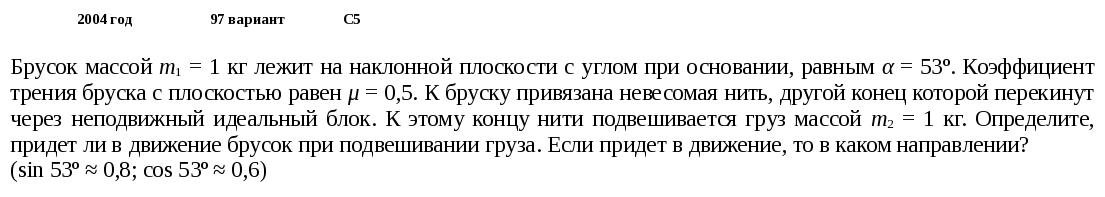 2004 год 97 вариант С5
Брусок массой m₁ = 1 кг лежит на наклонной плоскости с углом при основании, равным α = 53º. Коэффициент
трения бруска с плоскостью равен μ = 0,5. К бруску привязана невесомая нить, другой конец которой перекинут
через неподвижный идеальный блок. К этому концу нити подвешивается груз массой m₂ = 1 кг. Определите,
придет ли в движение брусок при подвешивании груза. Если придет в движение, то в каком направлении?
(sin 53º ≈ 0,8; cos 53º ≈ 0,6)